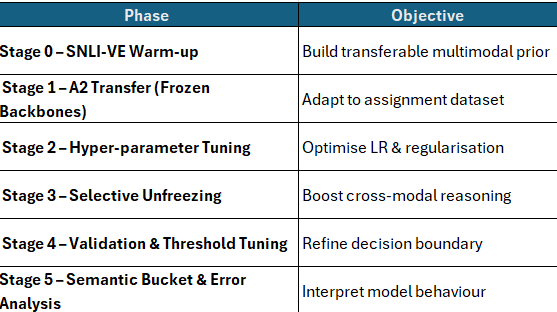 Phase Objective
Stage 0 – SNLI-VE Warm-up Build transferable multimodal prior
Stage 1 – A2 Transfer (Frozen
Backbones) Adapt to assignment dataset
Stage 2 – Hyper-parameter Tuning Optimise LR & regularisation
Stage 3 – Selective Unfreezing Boost cross-modal reasoning
Stage 4 – Validation & Threshold Tuning Refine decision boundary
Stage 5 – Semantic Bucket & Error
Analysis Interpret model behaviour